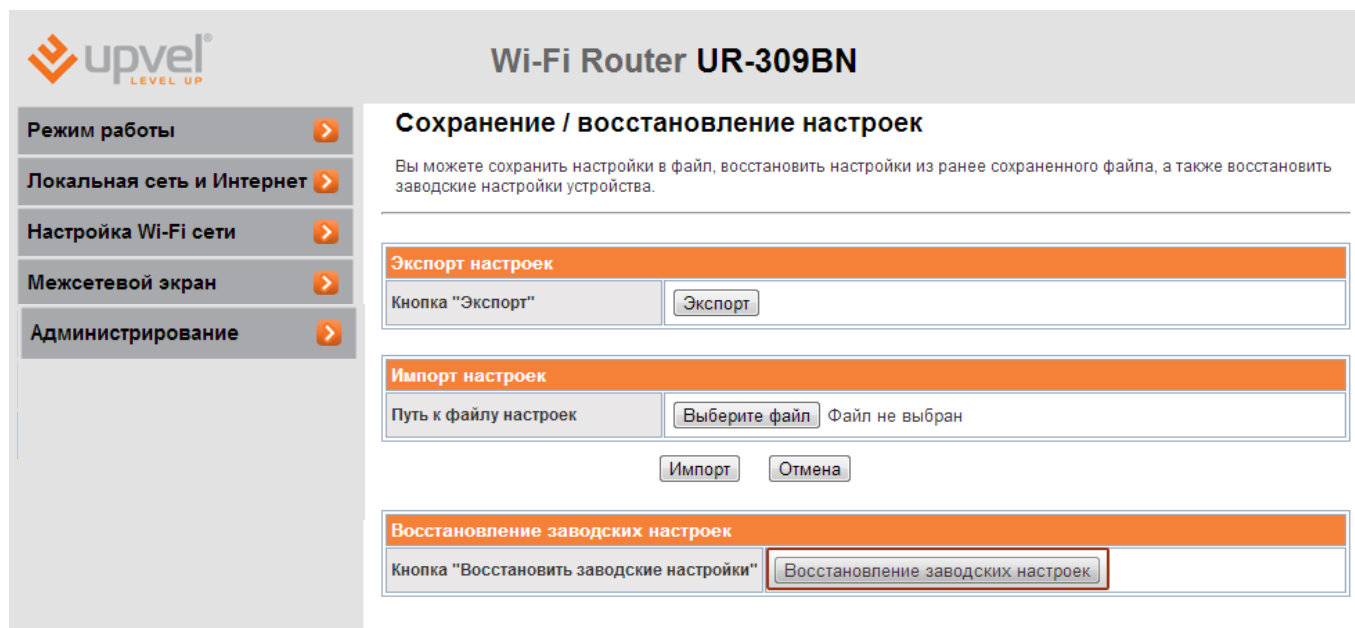 upvel®
LEVEL UP
Wi-Fi Router UR-309BN
Режим работы
Локальная сеть и Интернет
Настройка Wi-Fi сети
Межсетевой экран
Администрирование
Сохранение / восстановление настроек
Вы можете сохранить настройки в файл, восстановить настройки из ранее сохраненного файла, а также восстановить
заводские настройки устройства.
Экспорт настроек
Кнопка "Экспорт" Экспорт
Импорт настроек
Путь к файлу настроек Выберите файл Файл не выбран
Импорт Отмена
Восстановление заводских настроек
Кнопка "Восстановить заводские настройки" Восстановление заводских настроек